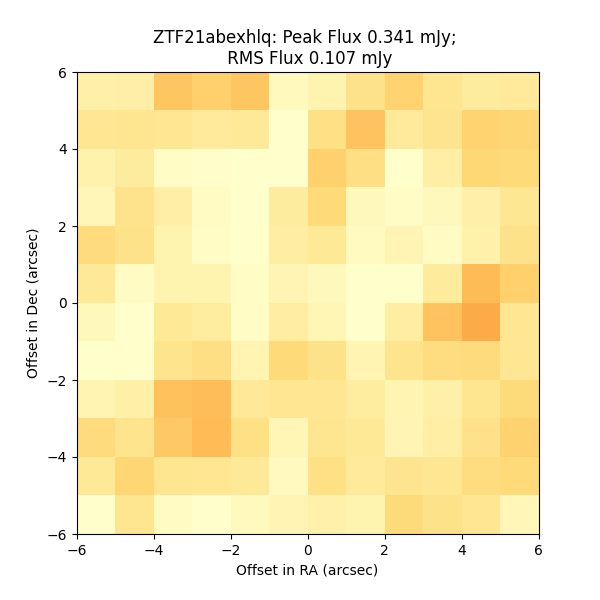 ZTF21abexhlq: Peak Flux 0.341 mJy;
RMS Flux 0.107 mJy
6
4
2
0
−2
−4
−6
Offset in Dec (arcsec)
−6 −4 −2 0 2 4 6
Offset in RA (arcsec)